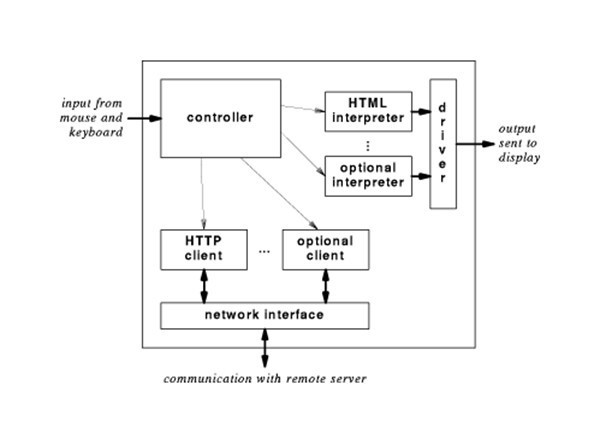 input from
mouse and
keyboard
controller
HTML
interpreter
...
optional
interpreter
d
r
i
v
e
r
output
sent to
display
HTTP
client
...
optional
client
network interface
communication with remote server